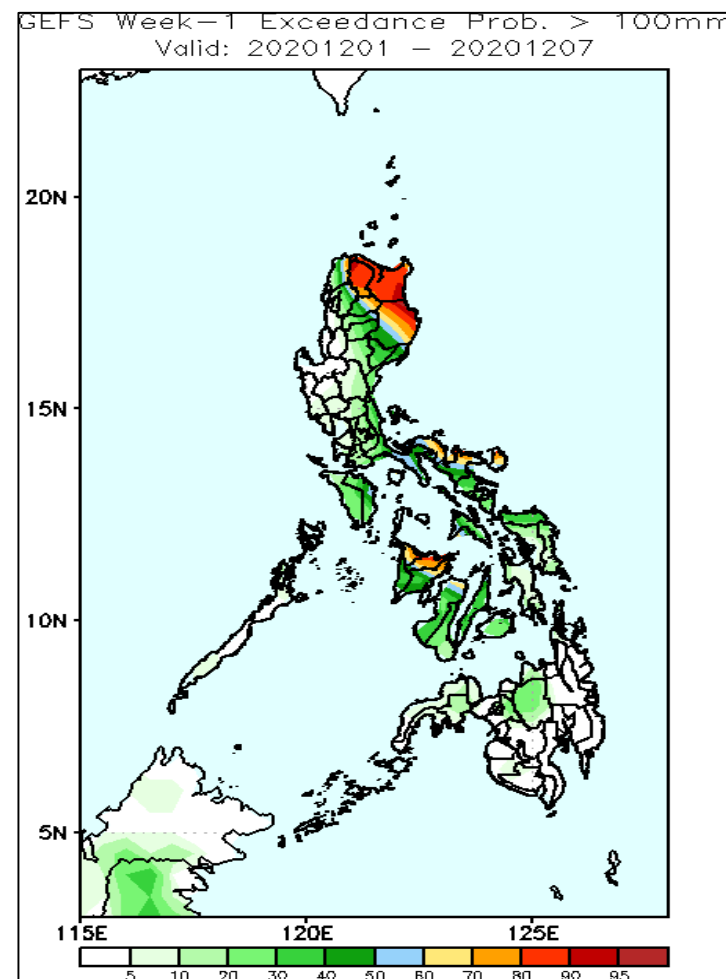 GEFS Week-1 Exceedance Prob. > 100mm
Valid: 20201201 - 20201207
20N
15N
10N
5N
115E 120E 125E
5 10 20 30 40 50 60 70 80 90 95